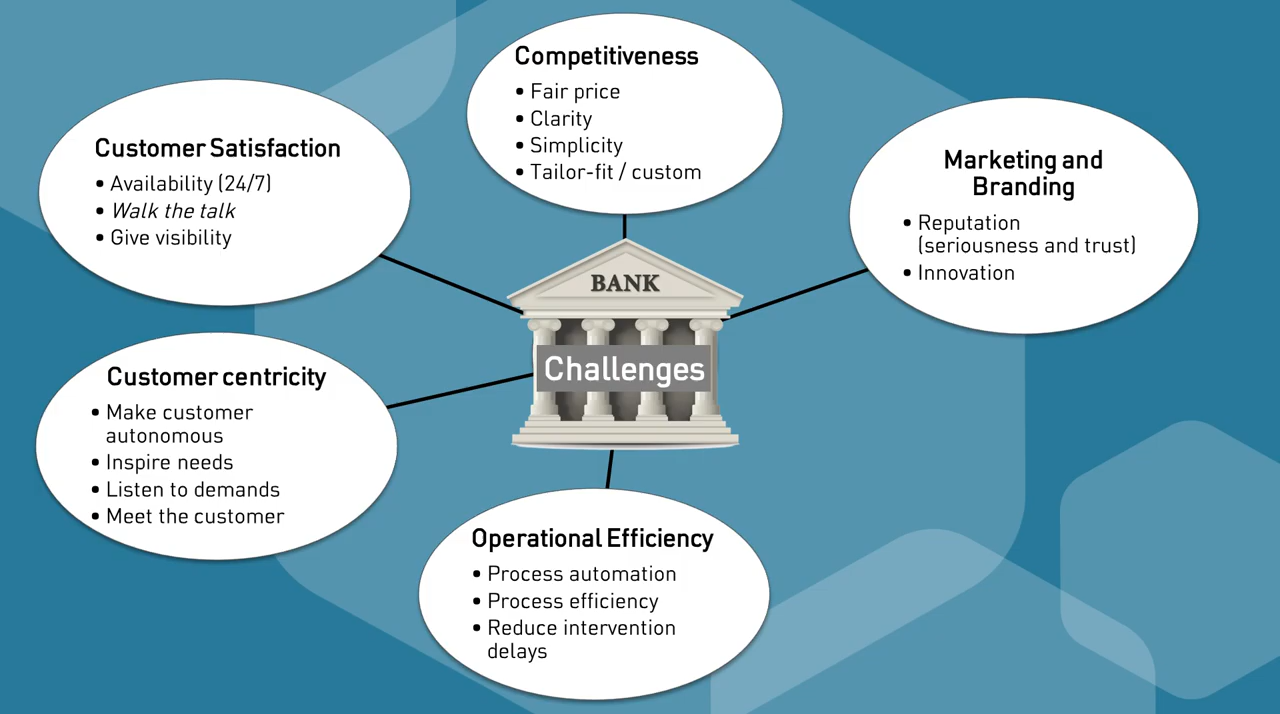 Competitiveness
• Fair price
• Clarity
• Simplicity
• Tailor-fit / custom
Customer Satisfaction
• Availability (24/7)
• Walk the talk
• Give visibility
Marketing and
Branding
• Reputation
(seriousness and trust)
• Innovation
BANK
Challenges
Customer centricity
• Make customer
autonomous
• Inspire needs
• Listen to demands
• Meet the customer
Operational Efficiency
• Process automation
• Process efficiency
• Reduce intervention
delays